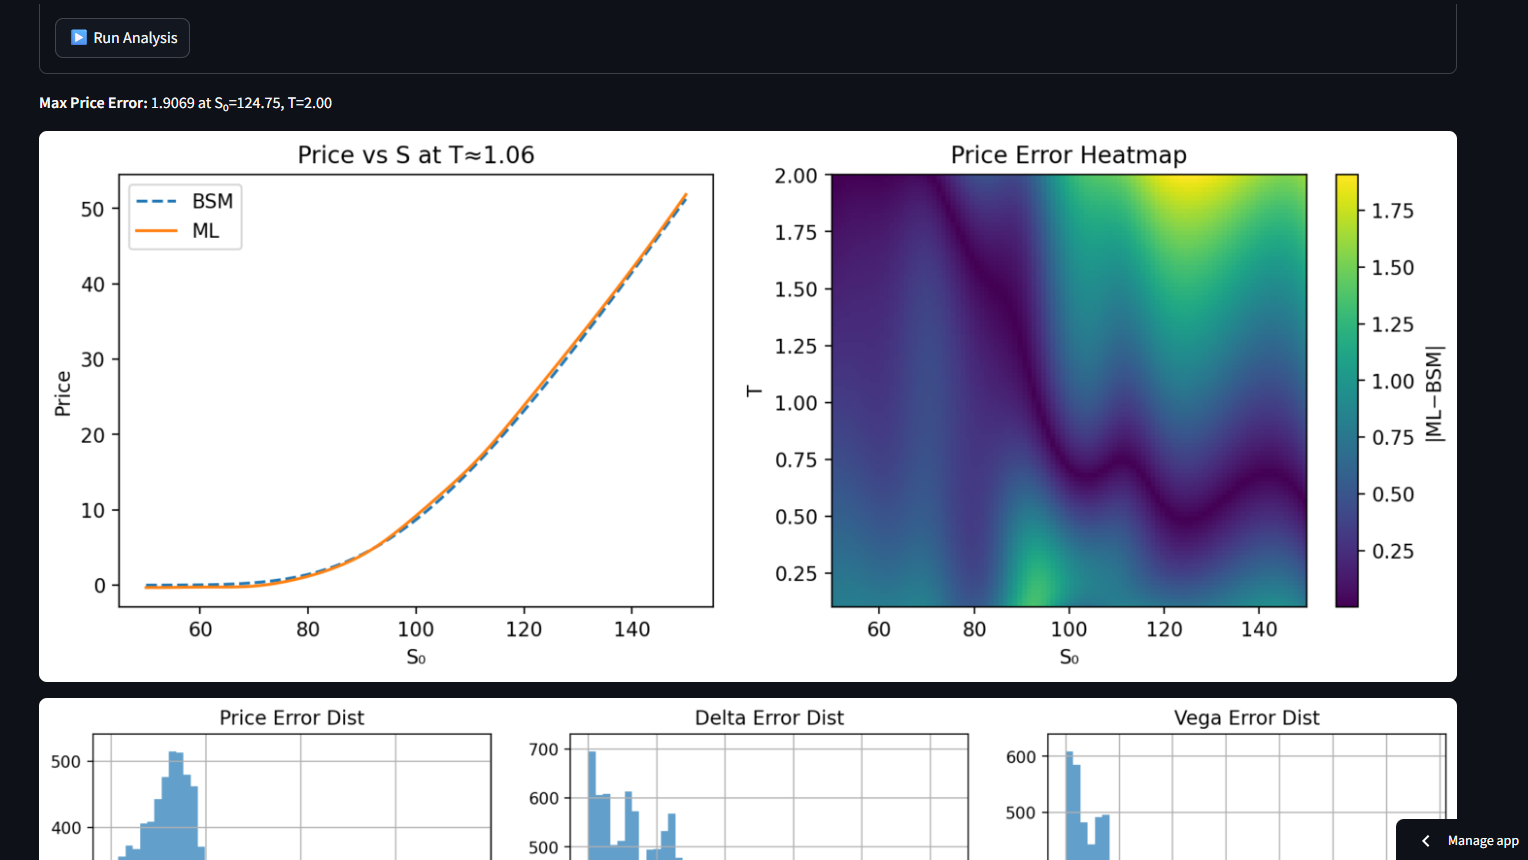 Run Analysis
Max Price Error: 1.9069 at S₀=124.75, T=2.00
Price vs S at T≈1.06
BSM
ML
50
40
30
20
10
0
Price
60 80 100 120 140
S₀
Price Error Heatmap
2.00
1.75
1.50
1.25
1.00
0.75
0.50
0.25
T
60 80 100 120 140
S₀
1.75
1.50
1.25
1.00
0.75
0.50
0.25
|ML−BSM|
Price Error Dist
500
400
Delta Error Dist
700
600
500
Vega Error Dist
600
500
Manage app